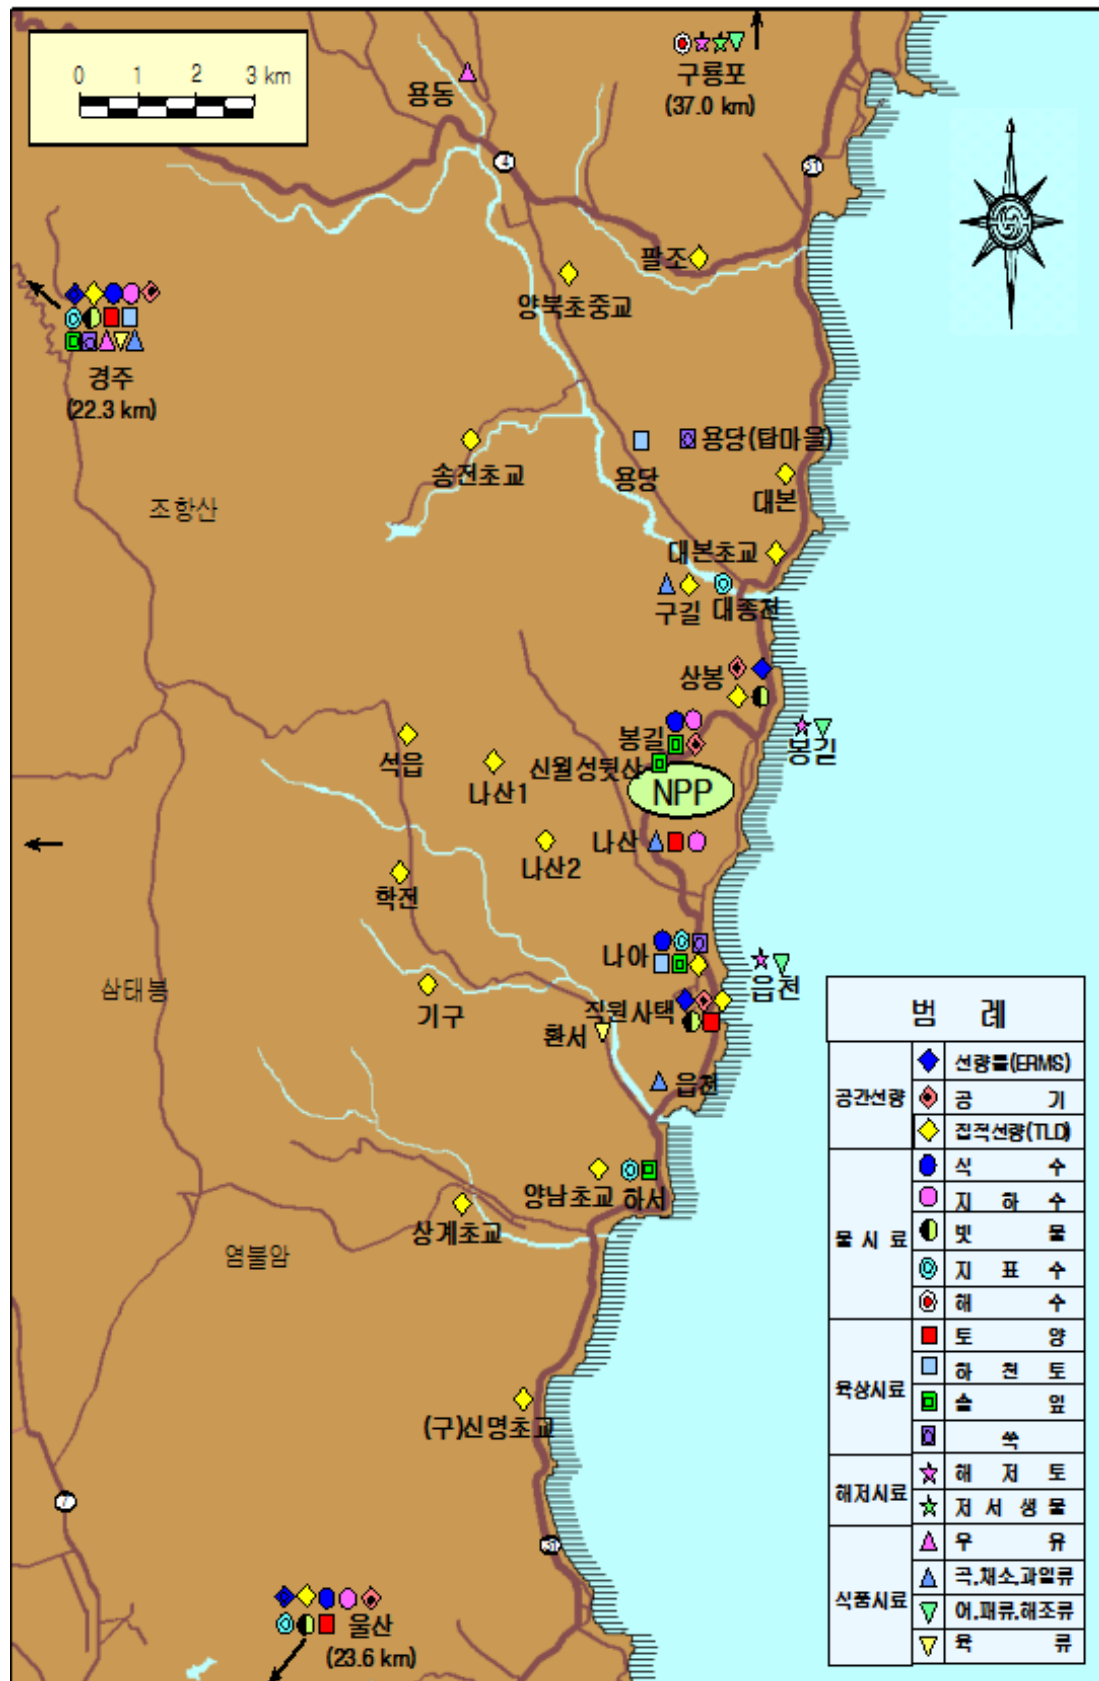 0 1 2 3 km
구룡포
(37.0 km)
용동
4
31
팔조
양북초중교
경주
(22.3 km)
용당(탑마을)
송전초교
용당
대본
조항산
대본초교
구길
대종천
상봉
봉길
봉길
석읍
신월성뒷산
나산1
NPP
나산
나산2
학전
나아
읍천
삼태봉
기구
직원사택
환서
읍천
양남초교
하서
상계초교
염불암
(구)신명초교
7
31
울산
(23.6 km)
범 례
공간선량
선량률(ERMS)
공 기
집적선량(TLD)
물 시 료
식 수
지 하 수
빗 물
지 표 수
해 수
육상시료
토 양
하 천 토
솔 잎
쑥
해저시료
해 저 토
저 서 생 물
식품시료
우 유
곡,채소,과일류
어,패류,해조류
육 류